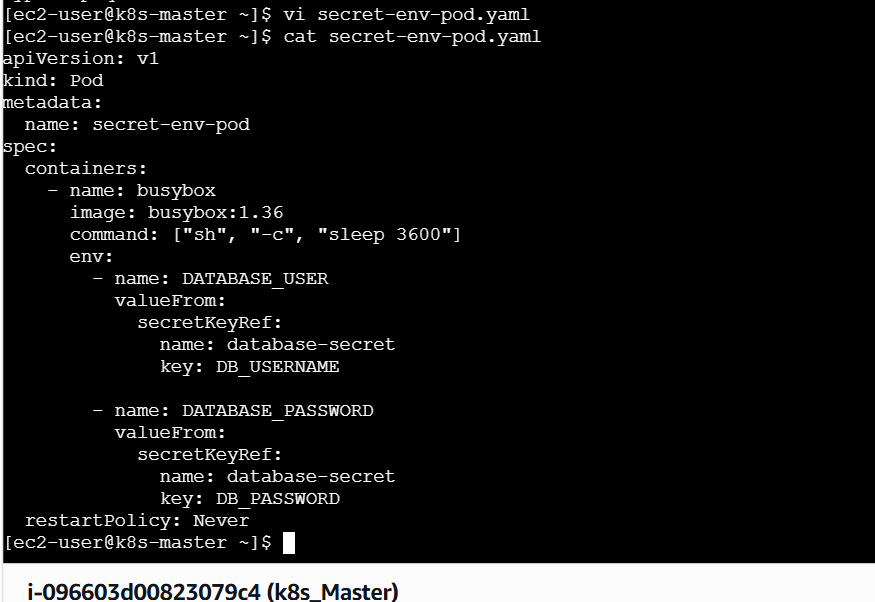 [ec2-user@k8s-master ~]$ vi secret-env-pod.yaml
[ec2-user@k8s-master ~]$ cat secret-env-pod.yaml
apiVersion: v1
kind: Pod
metadata:
  name: secret-env-pod
spec:
  containers:
    - name: busybox
      image: busybox:1.36
      command: ["sh", "-c", "sleep 3600"]
      env:
        - name: DATABASE_USER
          valueFrom:
            secretKeyRef:
              name: database-secret
              key: DB_USERNAME

        - name: DATABASE_PASSWORD
          valueFrom:
            secretKeyRef:
              name: database-secret
              key: DB_PASSWORD
  restartPolicy: Never
[ec2-user@k8s-master ~]$
i-096603d00823079c4 (k8s_Master)